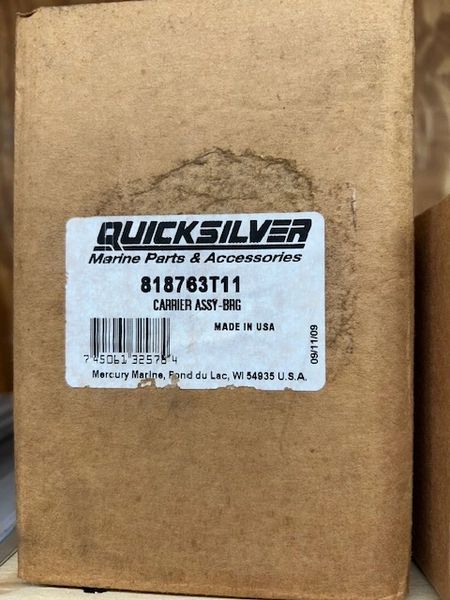 QUICKSILVER
Marine Parts & Accessories
818763T11
CARRIER ASSY-BRG
MADE IN USA
09/11/09
7 45061 32578 4
Mercury Marine, Fond du Lac, WI 54935 U.S.A.